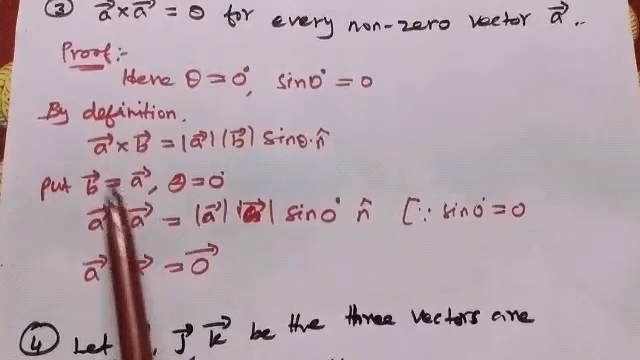 ③ a⃗ × a⃗ = 0 for every non-zero vector a⃗.
Proof:-
Here θ = 0°, sin0° = 0
By definition.
a⃗ × b⃗ = |a⃗| |b⃗| sinθ·n̂
put b⃗ = a⃗, θ = 0°
a⃗ a⃗ = |a⃗| |a⃗| sin0° n̂ [∵ sin0° = 0
a⃗ = 0⃗
④ Let j⃗ k⃗ be the three vectors are